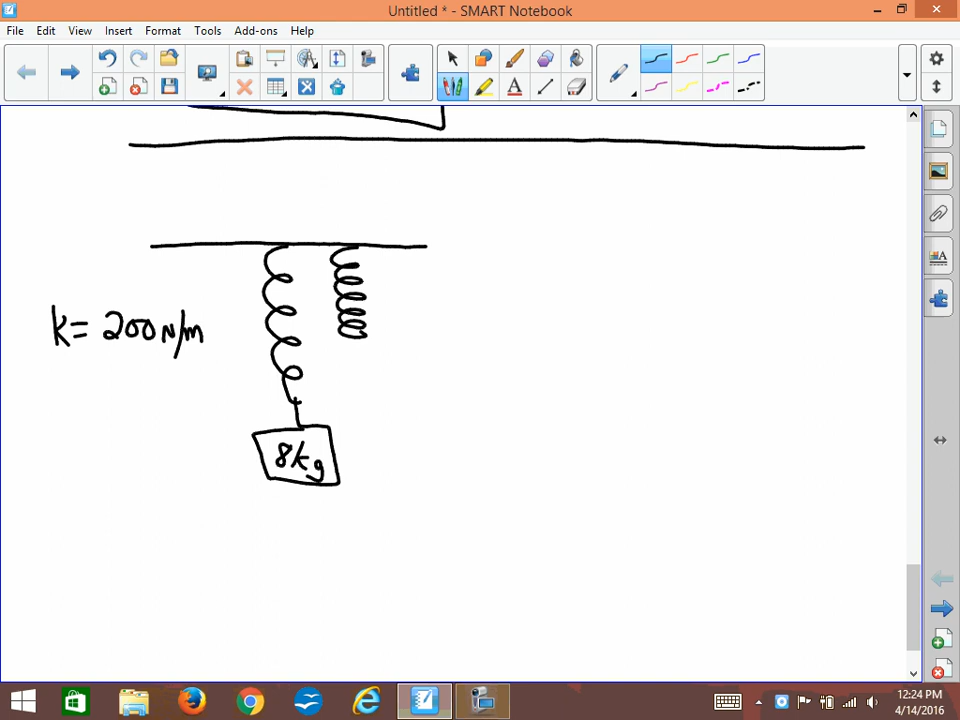 Untitled * - SMART Notebook
File Edit View Insert Format Tools Add-ons Help
k= 200N/m
8kg
12:24 PM
4/14/2016